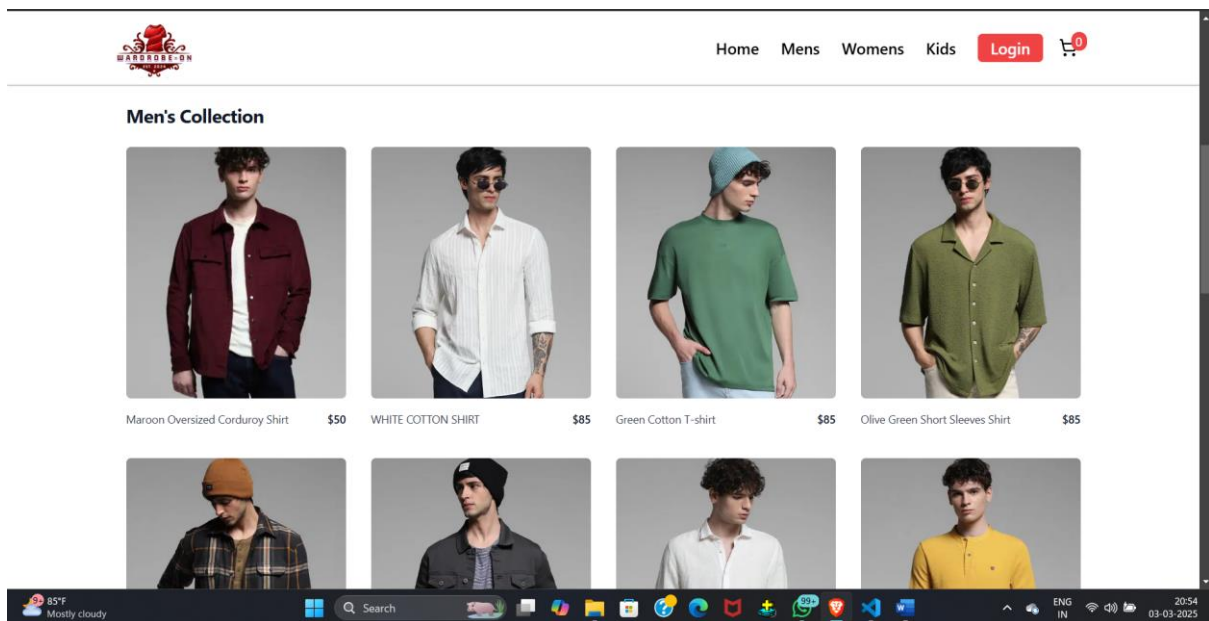 WARDROBE-ON
Home Mens Womens Kids Login 0
Men's Collection
Maroon Oversized Corduroy Shirt $50 WHITE COTTON SHIRT $85 Green Cotton T-shirt $85 Olive Green Short Sleeves Shirt $85
9+ 85°F Search 99+ ENG 20:54
Mostly cloudy IN 03-03-2025